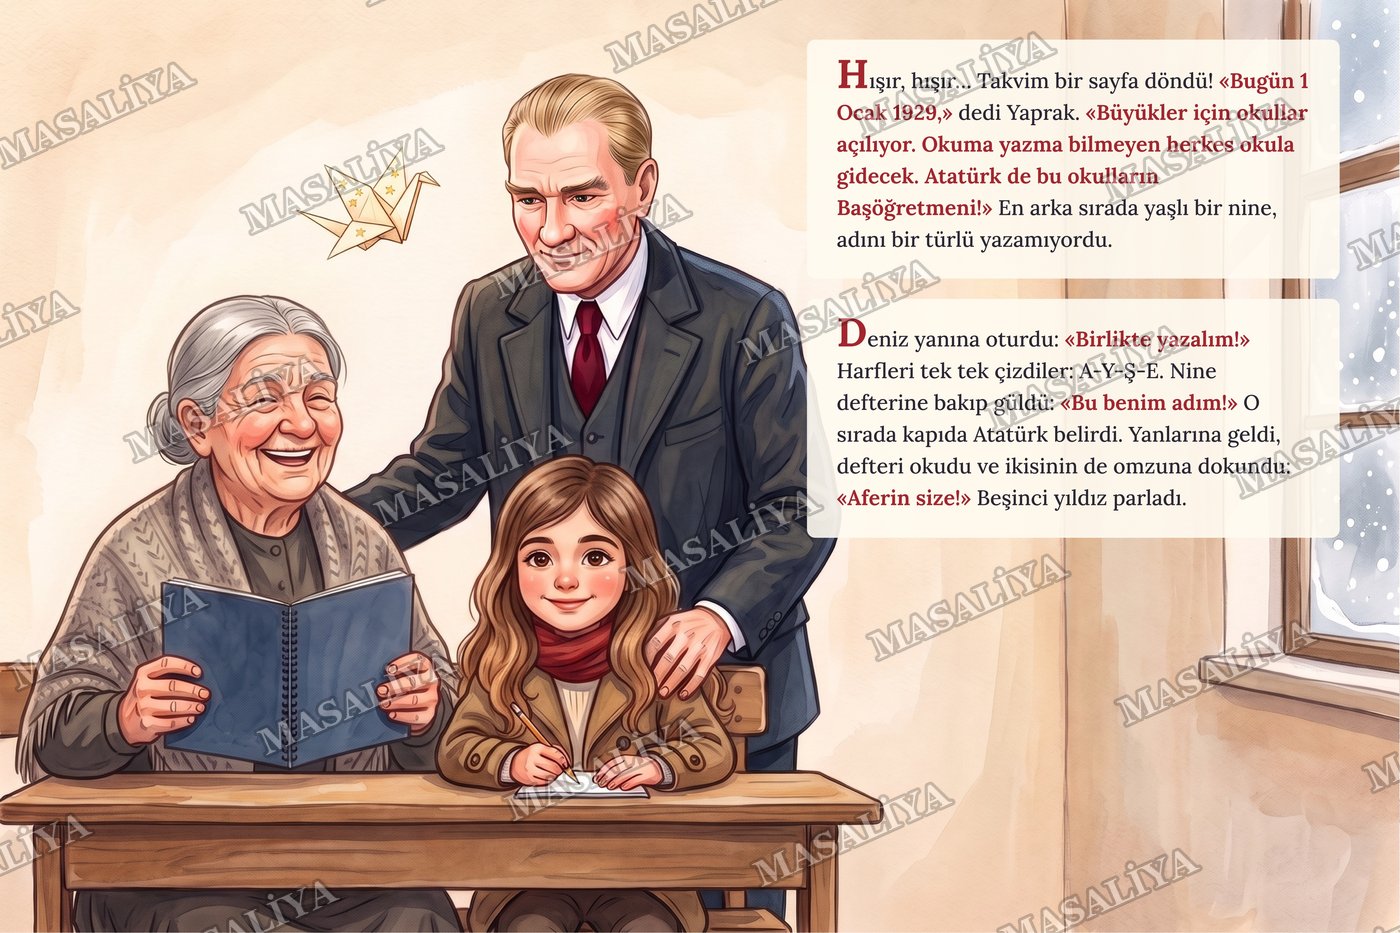 Hışır, hışır... Takvim bir sayfa döndü! «Bugün 1
Ocak 1929,» dedi Yaprak. «Büyükler için okullar
açılıyor. Okuma yazma bilmeyen herkes okula
gidecek. Atatürk de bu okulların
Başöğretmeni!» En arka sırada yaşlı bir nine,
adını bir türlü yazamıyordu.
Deniz yanına oturdu: «Birlikte yazalım!»
Harfleri tek tek çizdiler: A-Y-Ş-E. Nine
defterine bakıp güldü: «Bu benim adım!» O
sırada kapıda Atatürk belirdi. Yanlarına geldi,
defteri okudu ve ikisinin de omzuna dokundu:
«Aferin size!» Beşinci yıldız parladı.
MASALİYA